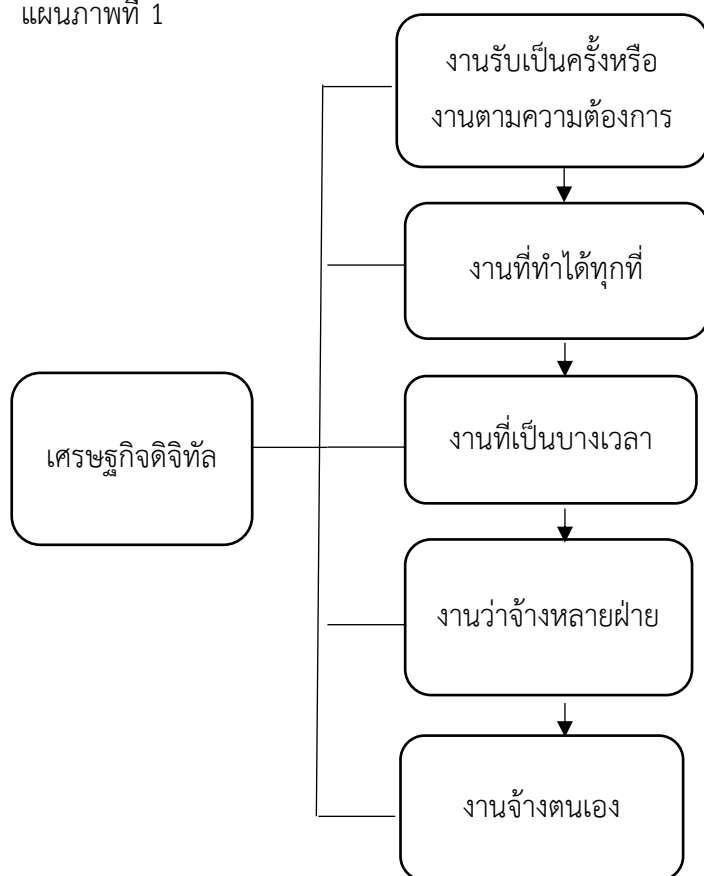 แผนภาพที่ 1
งานรับเป็นครั้งหรือ
งานตามความต้องการ
งานที่ทำได้ทุกที่
เศรษฐกิจดิจิทัล
งานที่เป็นบางเวลา
งานว่าจ้างหลายฝ่าย
งานจ้างตนเอง